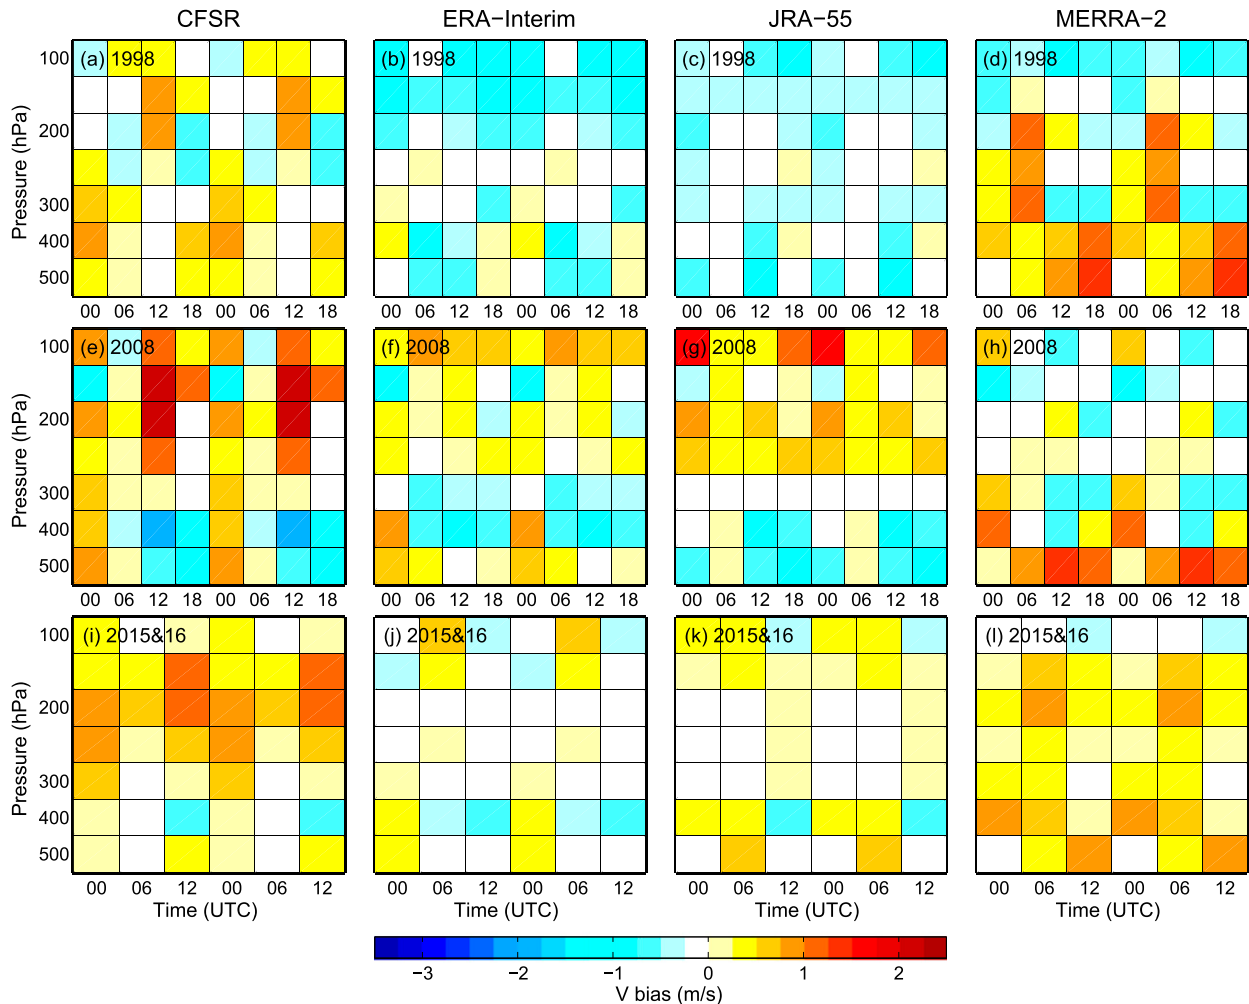 CFSR ERA−Interim JRA−55 MERRA−2
(a) 1998 (b) 1998 (c) 1998 (d) 1998
Pressure (hPa)
100
200
300
400
500
00 06 12 18 00 06 12 18 00 06 12 18 00 06 12 18 00 06 12 18 00 06 12 18 00 06 12 18 00 06 12 18
(e) 2008 (f) 2008 (g) 2008 (h) 2008
Pressure (hPa)
100
200
300
400
500
00 06 12 18 00 06 12 18 00 06 12 18 00 06 12 18 00 06 12 18 00 06 12 18 00 06 12 18 00 06 12 18
(i) 2015&16 (j) 2015&16 (k) 2015&16 (l) 2015&16
Pressure (hPa)
100
200
300
400
500
00 06 12 00 06 12 00 06 12 00 06 12 00 06 12 00 06 12 00 06 12 00 06 12
Time (UTC) Time (UTC) Time (UTC) Time (UTC)
−3 −2 −1 0 1 2
V bias (m/s)